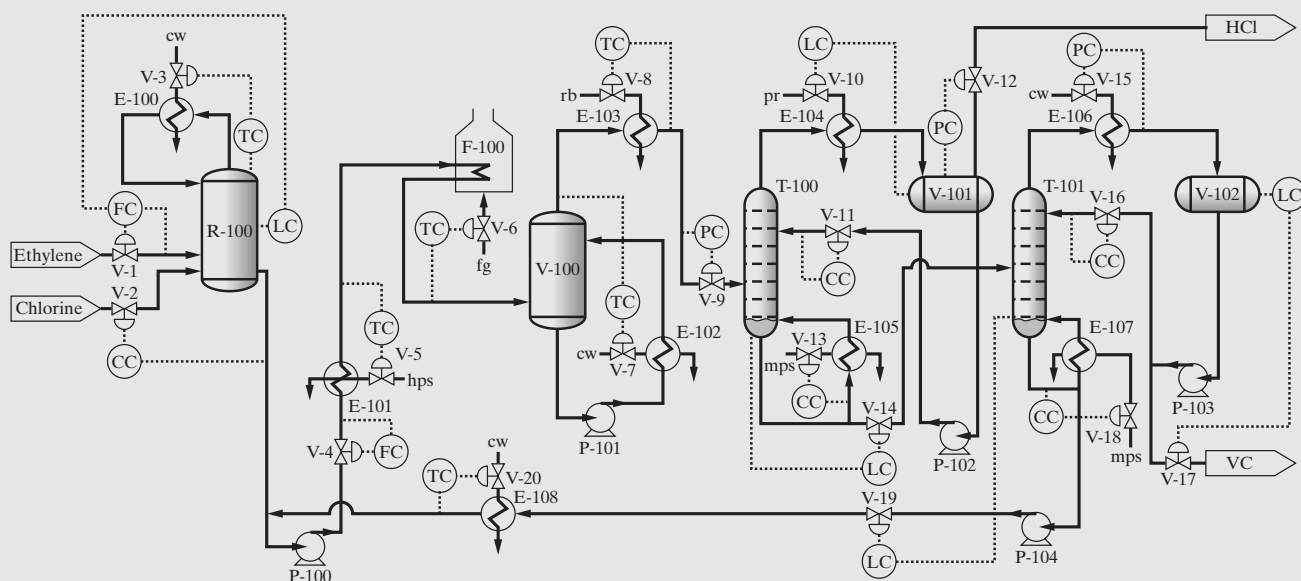 HCl
cw
V-3
E-100
TC
FC
LC
R-100
Ethylene
V-1
Chlorine
V-2
CC
F-100
TC
V-6
fg
TC
V-5
hps
E-101
V-4
FC
P-100
TC
V-8
rb
E-103
V-100
TC
cw
V-7
E-102
P-101
PC
V-9
LC
V-10
pr
E-104
T-100
V-11
CC
V-12
PC
V-101
E-105
V-13
mps
CC
V-14
LC
P-102
PC
V-15
cw
E-106
T-101
V-16
CC
V-102
LC
E-107
CC
V-18
mps
P-103
V-17
VC
TC
cw
V-20
E-108
V-19
LC
P-104